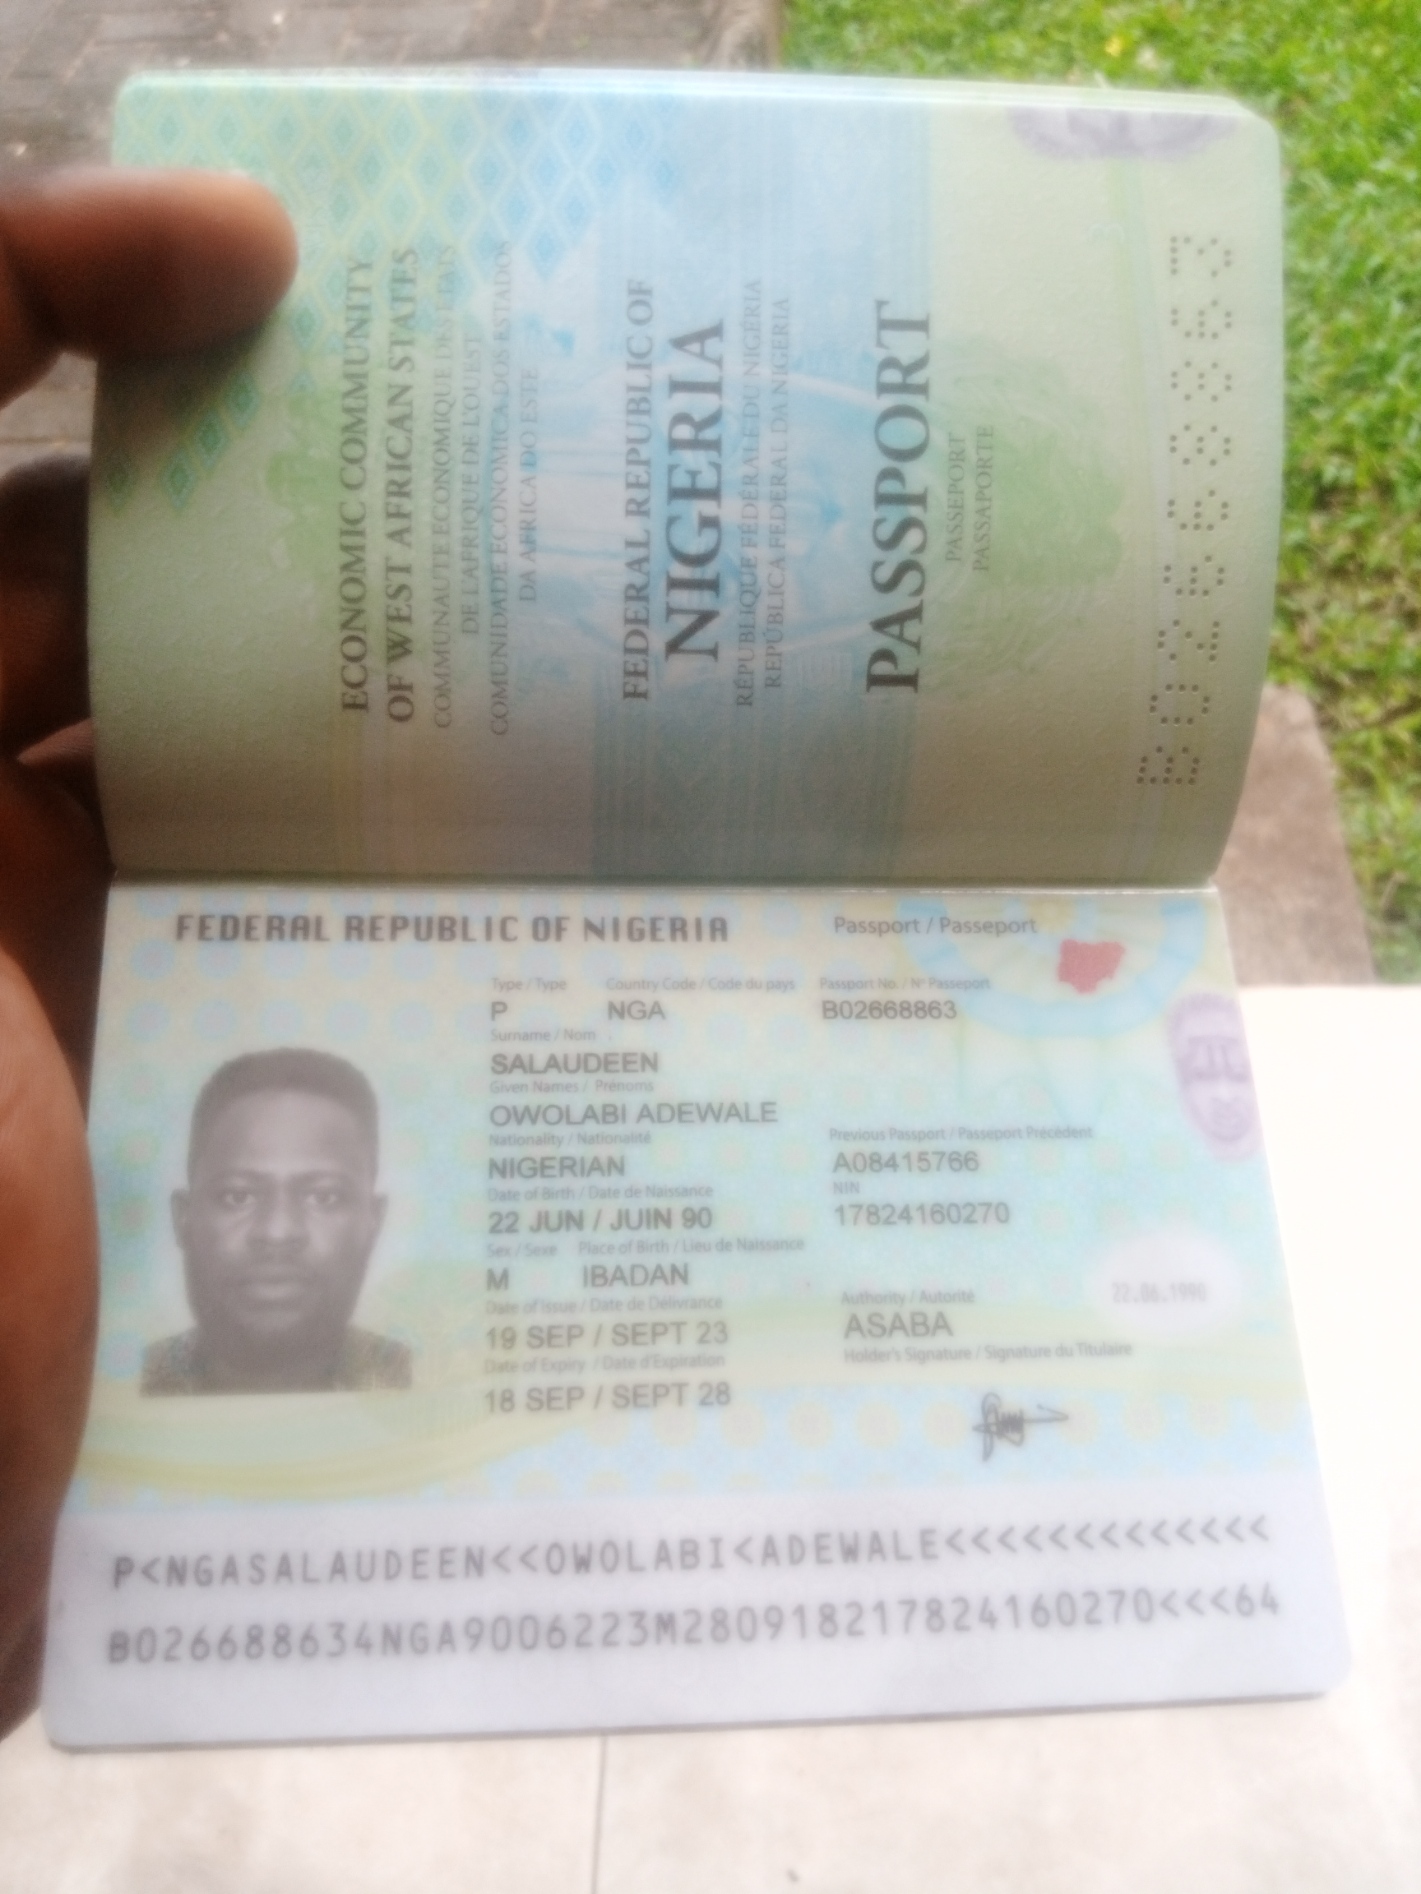 ECONOMIC COMMUNITY
OF WEST AFRICAN STATES
COMMUNAUTE ECONOMIQUE DES ETATS
DE L'AFRIQUE DE L'OUEST
COMUNIDADE ECONOMICA DOS ESTADOS
DA AFRICA DO ESTE
FEDERAL REPUBLIC OF
NIGERIA
RÉPUBLIQUE FÉDÉRALE DU NIGÉRIA
REPÚBLICA FEDERAL DA NIGERIA
PASSPORT
PASSEPORT
PASSAPORTE
B02668863
FEDERAL REPUBLIC OF NIGERIA Passport / Passeport
Type / Type Country Code / Code du pays Passport No. / N° Passeport
P NGA B02668863
Surname / Nom
SALAUDEEN
Given Names / Prénoms
OWOLABI ADEWALE
Nationality / Nationalité Previous Passport / Passeport Précédent
NIGERIAN A08415766
Date of Birth / Date de Naissance NIN
22 JUN / JUIN 90 17824160270
Sex / Sexe Place of Birth / Lieu de Naissance
M IBADAN 22.06.1990
Date of Issue / Date de Délivrance Authority / Autorité
19 SEP / SEPT 23 ASABA
Date of Expiry / Date d'Expiration Holder's Signature / Signature du Titulaire
18 SEP / SEPT 28
P<NGASALAUDEEN<<OWOLABI<ADEWALE<<<<<<<<<<<<<
B026688634NGA9006223M280918217824160270<<<64